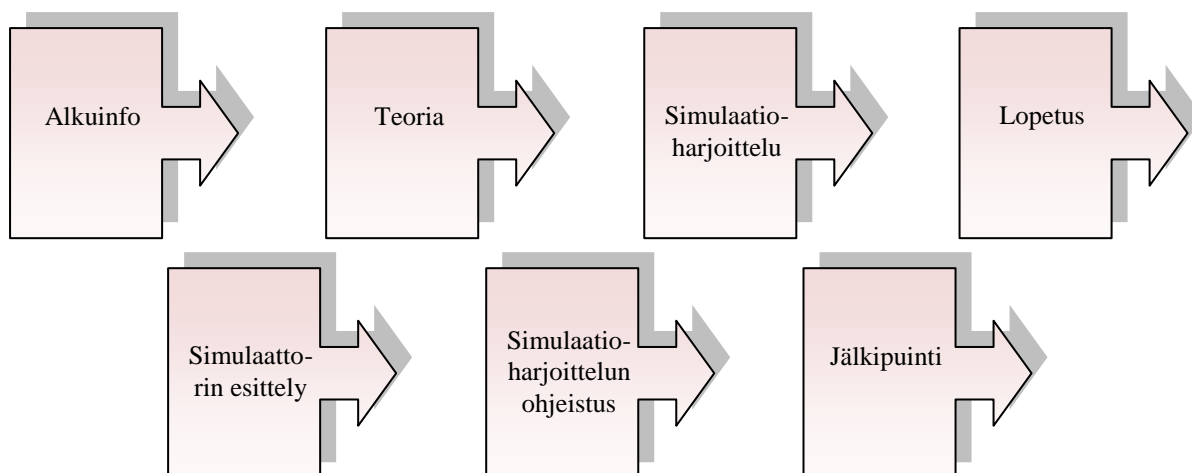 Alkuinfo
Teoria
Simulaatio-
harjoittelu
Lopetus
Simulaatto-
rin esittely
Simulaatio-
harjoittelun
ohjeistus
Jälkipuinti